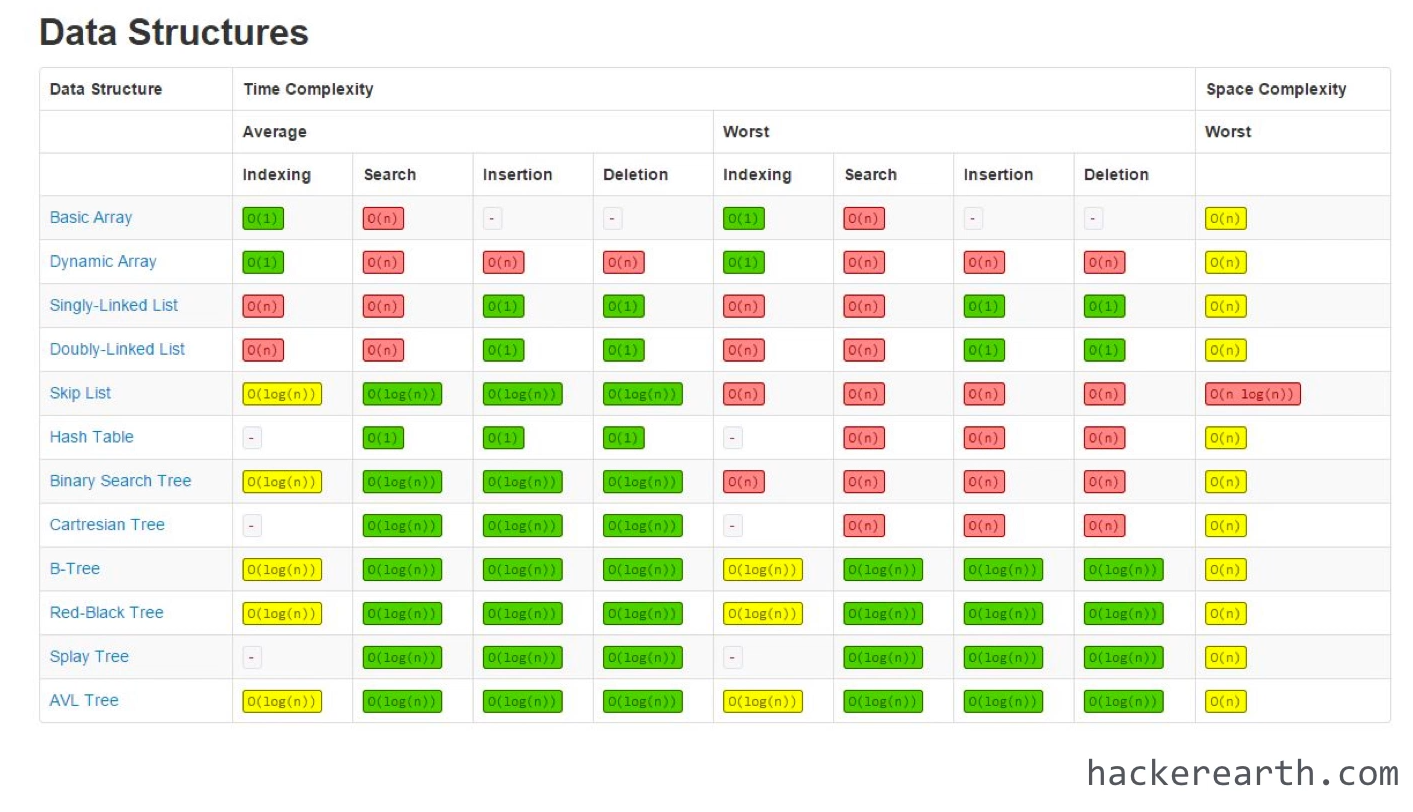 Data Structures
Data Structure Time Complexity Space Complexity
Average Worst Worst
Indexing Search Insertion Deletion Indexing Search Insertion Deletion
Basic Array O(1) O(n) - - O(1) O(n) - - O(n)
Dynamic Array O(1) O(n) O(n) O(n) O(1) O(n) O(n) O(n) O(n)
Singly-Linked List O(n) O(n) O(1) O(1) O(n) O(n) O(1) O(1) O(n)
Doubly-Linked List O(n) O(n) O(1) O(1) O(n) O(n) O(1) O(1) O(n)
Skip List O(log(n)) O(log(n)) O(log(n)) O(log(n)) O(n) O(n) O(n) O(n) O(n log(n))
Hash Table - O(1) O(1) O(1) - O(n) O(n) O(n) O(n)
Binary Search Tree O(log(n)) O(log(n)) O(log(n)) O(log(n)) O(n) O(n) O(n) O(n) O(n)
Cartresian Tree - O(log(n)) O(log(n)) O(log(n)) - O(n) O(n) O(n) O(n)
B-Tree O(log(n)) O(log(n)) O(log(n)) O(log(n)) O(log(n)) O(log(n)) O(log(n)) O(log(n)) O(n)
Red-Black Tree O(log(n)) O(log(n)) O(log(n)) O(log(n)) O(log(n)) O(log(n)) O(log(n)) O(log(n)) O(n)
Splay Tree - O(log(n)) O(log(n)) O(log(n)) - O(log(n)) O(log(n)) O(log(n)) O(n)
AVL Tree O(log(n)) O(log(n)) O(log(n)) O(log(n)) O(log(n)) O(log(n)) O(log(n)) O(log(n)) O(n)
hackerearth.com